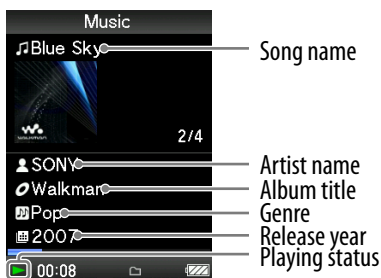 Music
Blue Sky
Song name
WALKMAN
2/4
SONY
Artist name
Walkman
Album title
Pop
Genre
2007
Release year
Playing status
00:08